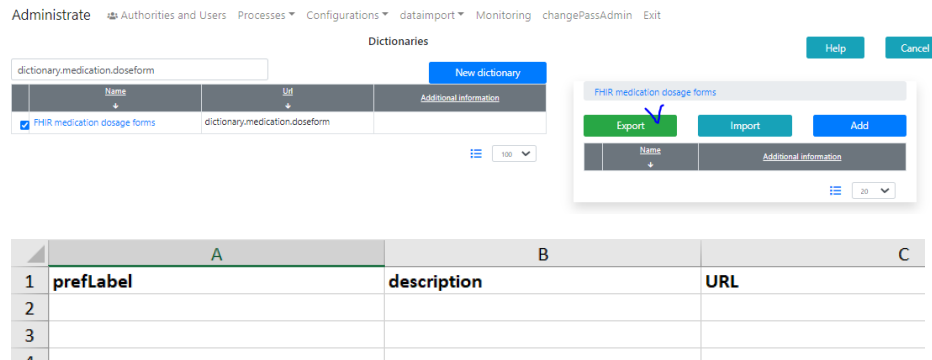 Administrate Authorities and Users Processes Configurations dataimport Monitoring changePassAdmin Exit
Dictionaries
Help Cancel
dictionary.medication.doseform
New dictionary
Name Url Additional information
FHIR medication dosage forms dictionary.medication.doseform
100
FHIR medication dosage forms
Export Import Add
Name Additional information
20
A B C
1 prefLabel description URL
2
3